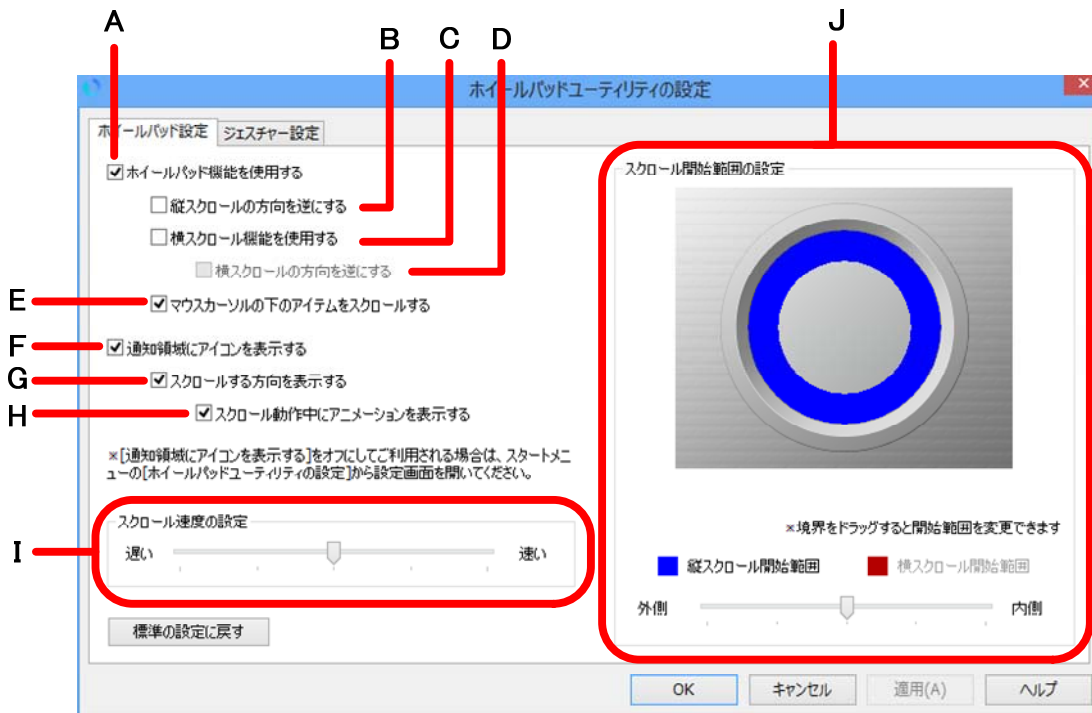 A
B
C
D
J
ホイールパッドユーティリティの設定
ホイールパッド設定
ジェスチャー設定
ホイールパッド機能を使用する
縦スクロールの方向を逆にする
横スクロール機能を使用する
横スクロールの方向を逆にする
E
マウスカーソルの下のアイテムをスクロールする
F
通知領域にアイコンを表示する
G
スクロールする方向を表示する
H
スクロール動作中にアニメーションを表示する
※[通知領域にアイコンを表示する]をオフにしてご利用される場合は、スタートメニ
ューの[ホイールパッドユーティリティの設定]から設定画面を開いてください。
I
スクロール速度の設定
遅い
速い
標準の設定に戻す
スクロール開始範囲の設定
※境界をドラッグすると開始範囲を変更できます
縦スクロール開始範囲
横スクロール開始範囲
外側
内側
OK
キャンセル
適用(A)
ヘルプ